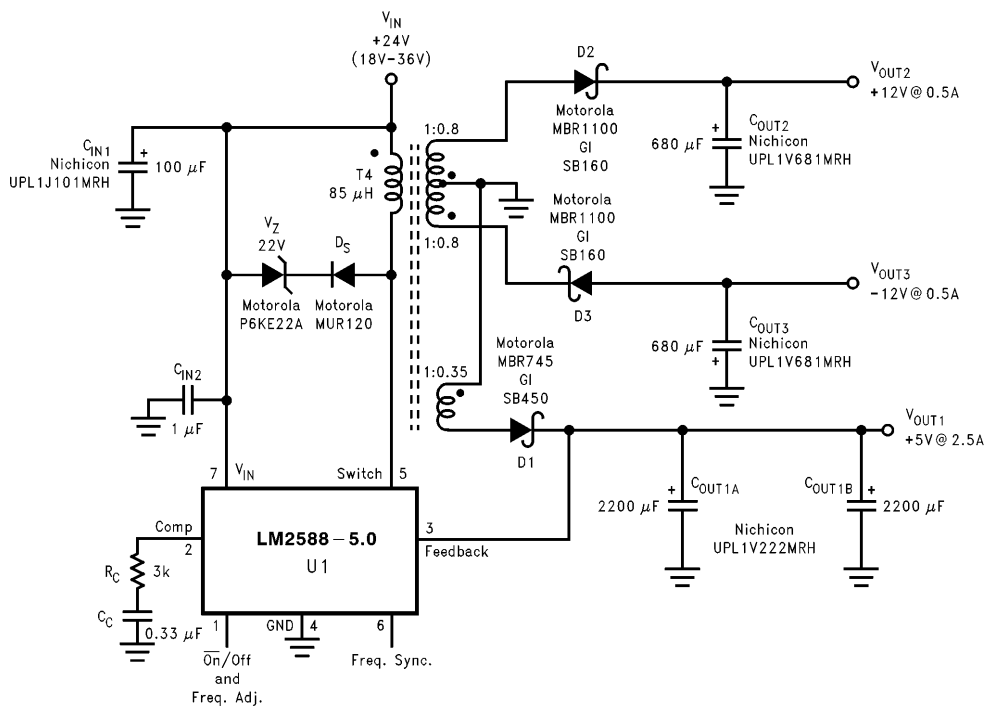 V_IN
+24V
(18V-36V)
C_IN1
Nichicon
UPL1J101MRH
+
100 µF
T4
85 µH
1:0.8
1:0.8
D2
Motorola
MBR1100
GI
SB160
680 µF
+
C_OUT2
Nichicon
UPL1V681MRH
V_OUT2
+12V@ 0.5A
V_Z
22V
D_S
Motorola
P6KE22A
Motorola
MUR120
Motorola
MBR1100
GI
SB160
D3
680 µF
+
C_OUT3
Nichicon
UPL1V681MRH
V_OUT3
-12V@ 0.5A
C_IN2
1 µF
1:0.35
Motorola
MBR745
GI
SB450
D1
V_OUT1
+5V@ 2.5A
2200 µF
+
C_OUT1A
C_OUT1B
+
2200 µF
Nichicon
UPL1V222MRH
7
V_IN
Switch
5
Comp
2
LM2588-5.0
U1
3
Feedback
R_C
3k
C_C
0.33 µF
1
GND
4
6
O̅n̅/Off
and
Freq. Adj.
Freq. Sync.